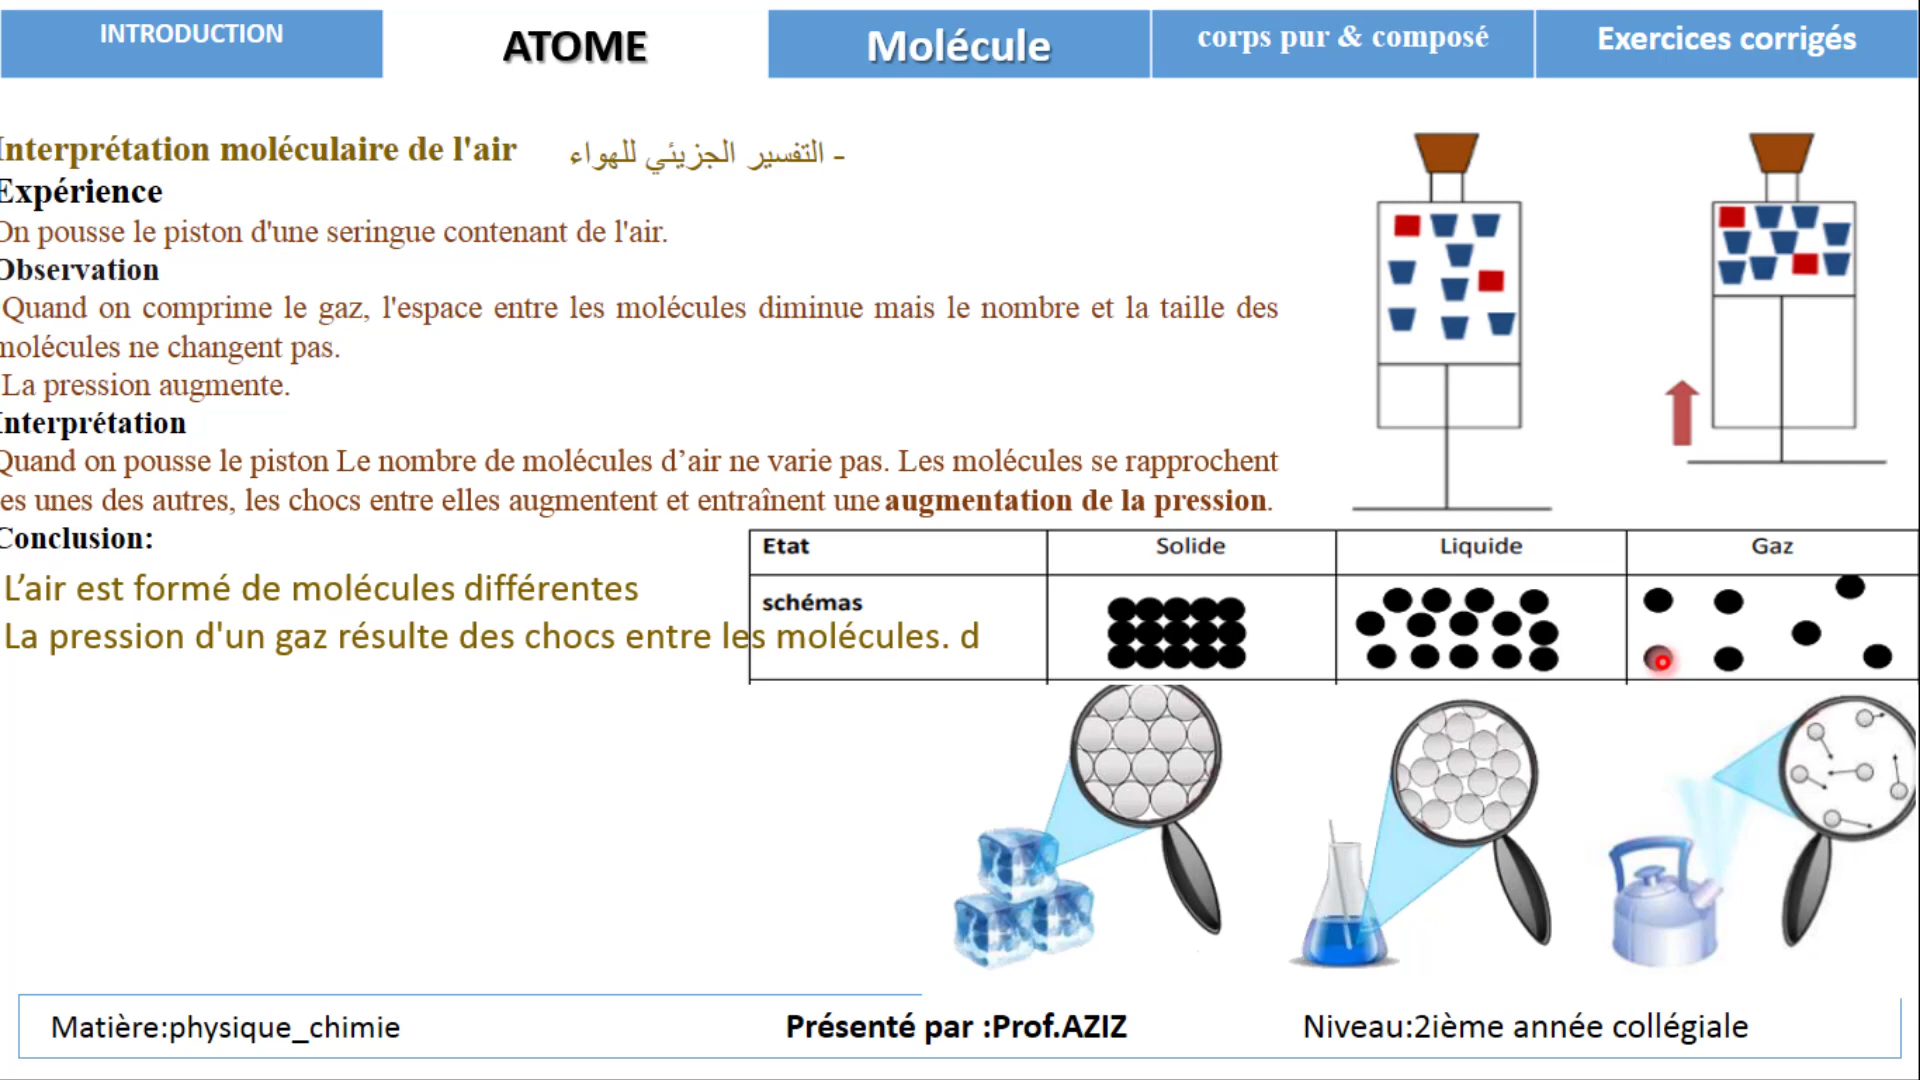 INTRODUCTION
ATOME
Molécule
corps pur & composé
Exercices corrigés
Interprétation moléculaire de l'air
- التفسير الجزيئي للهواء
Expérience
On pousse le piston d'une seringue contenant de l'air.
Observation
Quand on comprime le gaz, l'espace entre les molécules diminue mais le nombre et la taille des
molécules ne changent pas.
La pression augmente.
Interprétation
Quand on pousse le piston Le nombre de molécules d’air ne varie pas. Les molécules se rapprochent
es unes des autres, les chocs entre elles augmentent et entraînent une augmentation de la pression.
Conclusion:
L’air est formé de molécules différentes
La pression d'un gaz résulte des chocs entre les molécules. d
Etat
Solide
Liquide
Gaz
schémas
Matière:physique_chimie
Présenté par :Prof.AZIZ
Niveau:2ième année collégiale